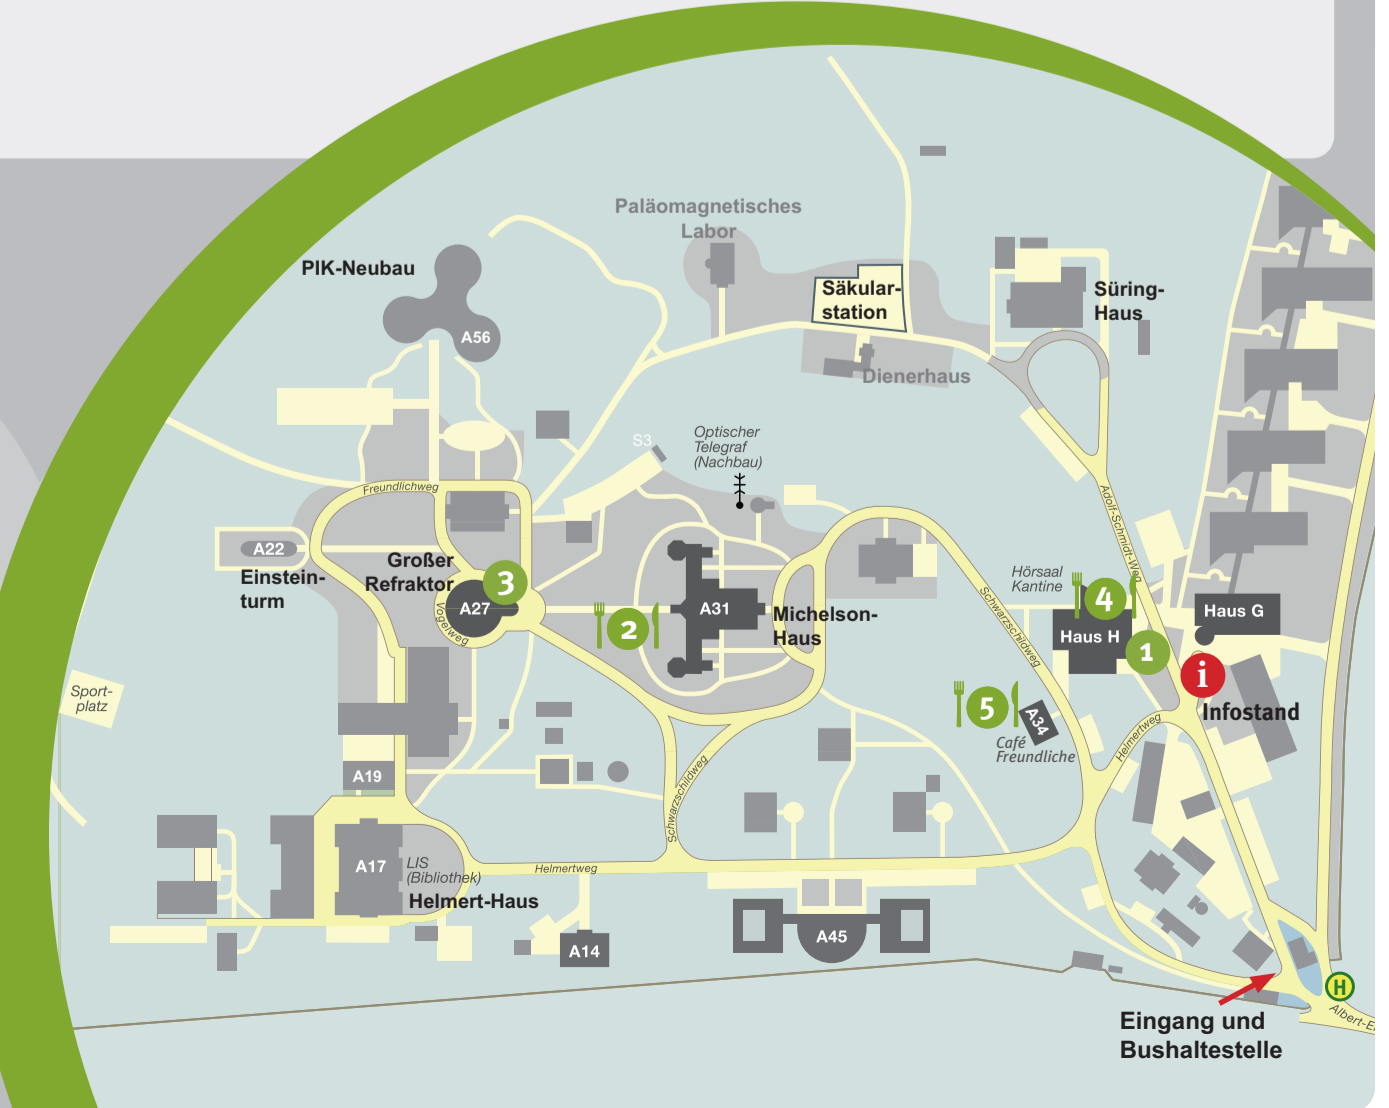 Paläomagnetisches
Labor
PIK-Neubau
A56
Säkular-
station
Süring-
Haus
Dienerhaus
S3
Optischer
Telegraf
(Nachbau)
Freundlichweg
Adolf-Schmidt-Weg
A22
Einstein-
turm
Großer
Refraktor
3
A27
Vogelweg
2
A31
Michelson-
Haus
Schwarzschildweg
Hörsaal
Kantine
4
Haus H
1
Haus G
i
Infostand
Sport-
platz
5
A34
Café
Freundliche
Helmertweg
A19
Schwarzschildweg
A17
LIS
(Bibliothek)
Helmert-Haus
Helmertweg
A14
A45
H
Albert-Ei
Eingang und
Bushaltestelle